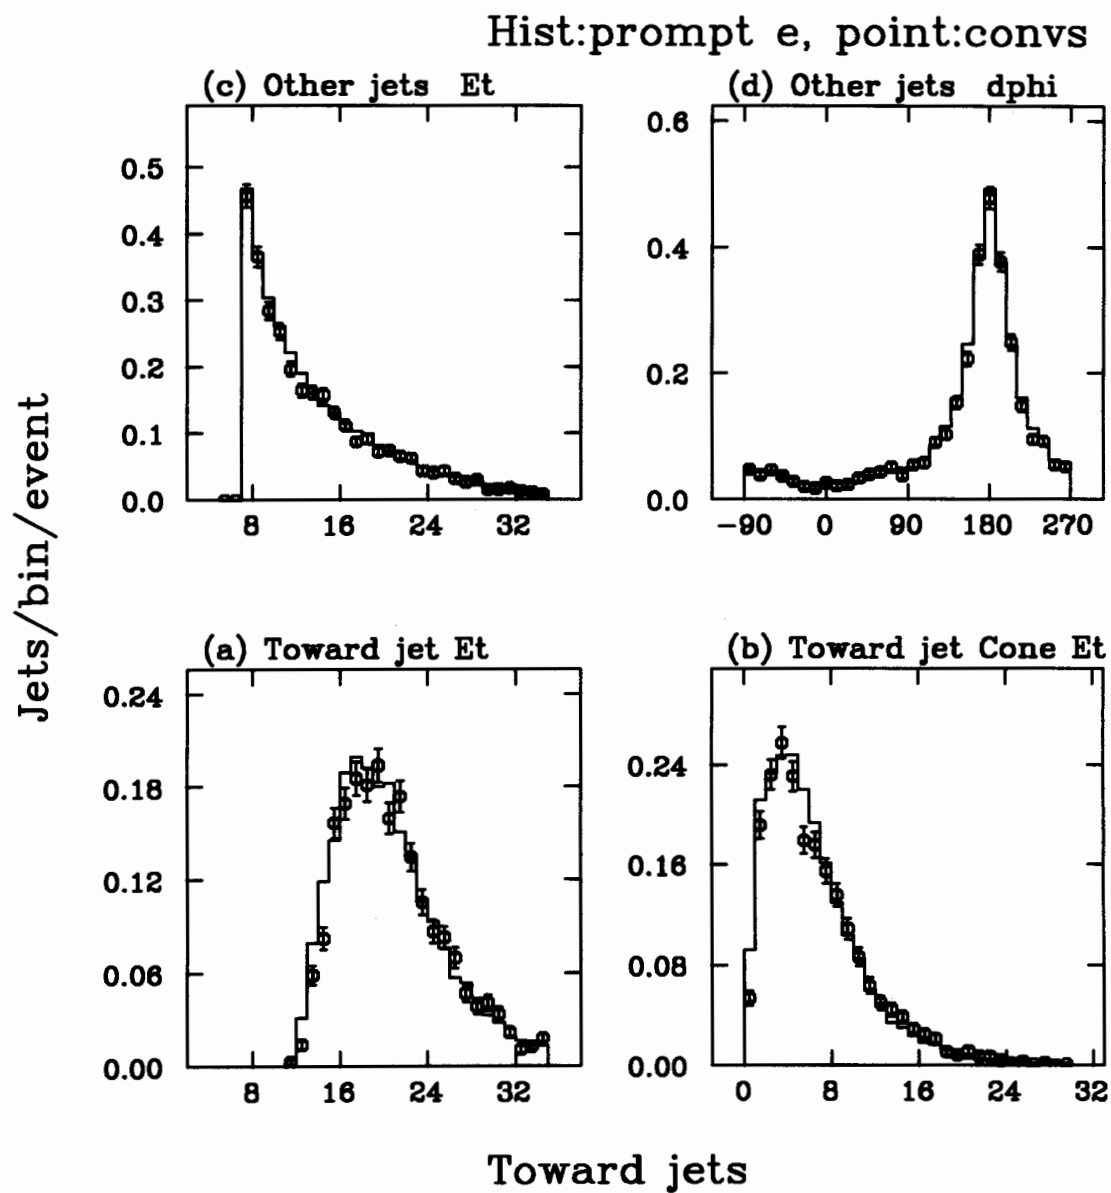 Hist:prompt e, point:convs
(c) Other jets Et
(d) Other jets dphi
0.5
0.4
0.3
0.2
0.1
0.0
8 16 24 32
0.6
0.4
0.2
0.0
−90 0 90 180 270
Jets/bin/event
(a) Toward jet Et
(b) Toward jet Cone Et
0.24
0.18
0.12
0.06
0.00
8 16 24 32
0.24
0.16
0.08
0.00
0 8 16 24 32
Toward jets